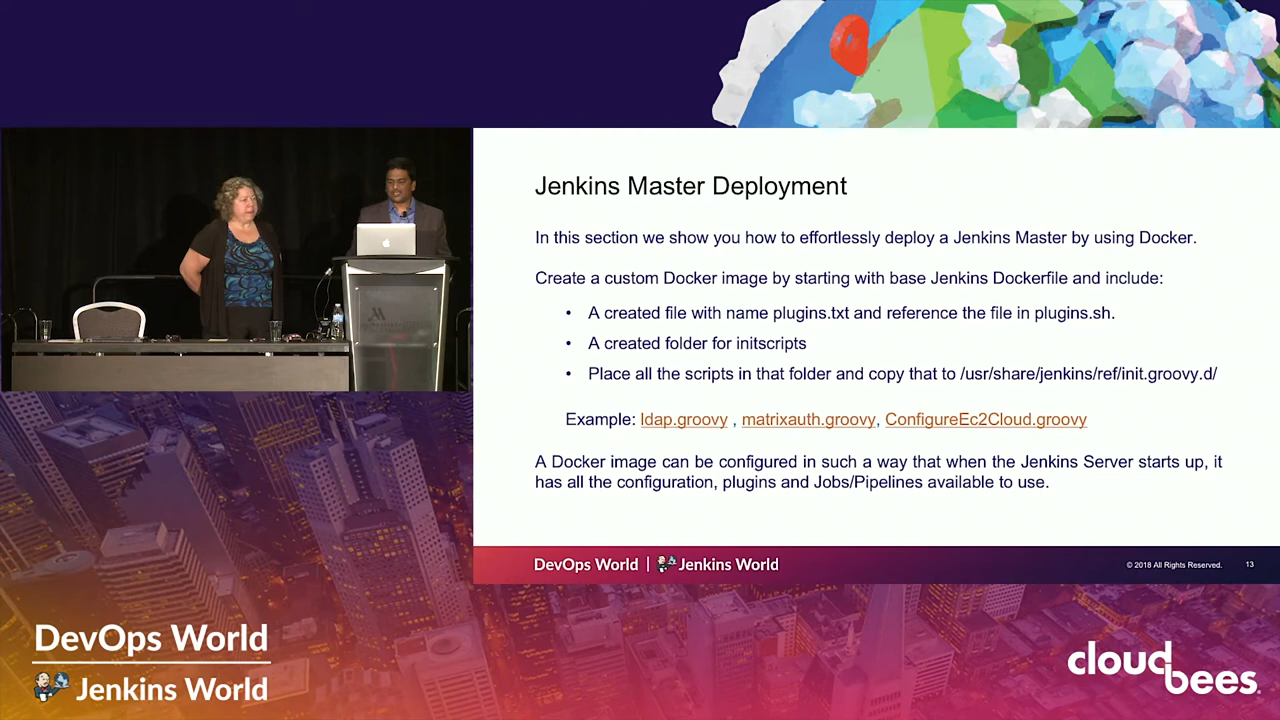 Jenkins Master Deployment
In this section we show you how to effortlessly deploy a Jenkins Master by using Docker.
Create a custom Docker image by starting with base Jenkins Dockerfile and include:
• A created file with name plugins.txt and reference the file in plugins.sh.
• A created folder for initscripts
• Place all the scripts in that folder and copy that to /usr/share/jenkins/ref/init.groovy.d/
Example: ldap.groovy , matrixauth.groovy, ConfigureEc2Cloud.groovy
A Docker image can be configured in such a way that when the Jenkins Server starts up, it
has all the configuration, plugins and Jobs/Pipelines available to use.
DevOps World | Jenkins World
© 2018 All Rights Reserved. 13
DevOps World
Jenkins World
cloud
bees.